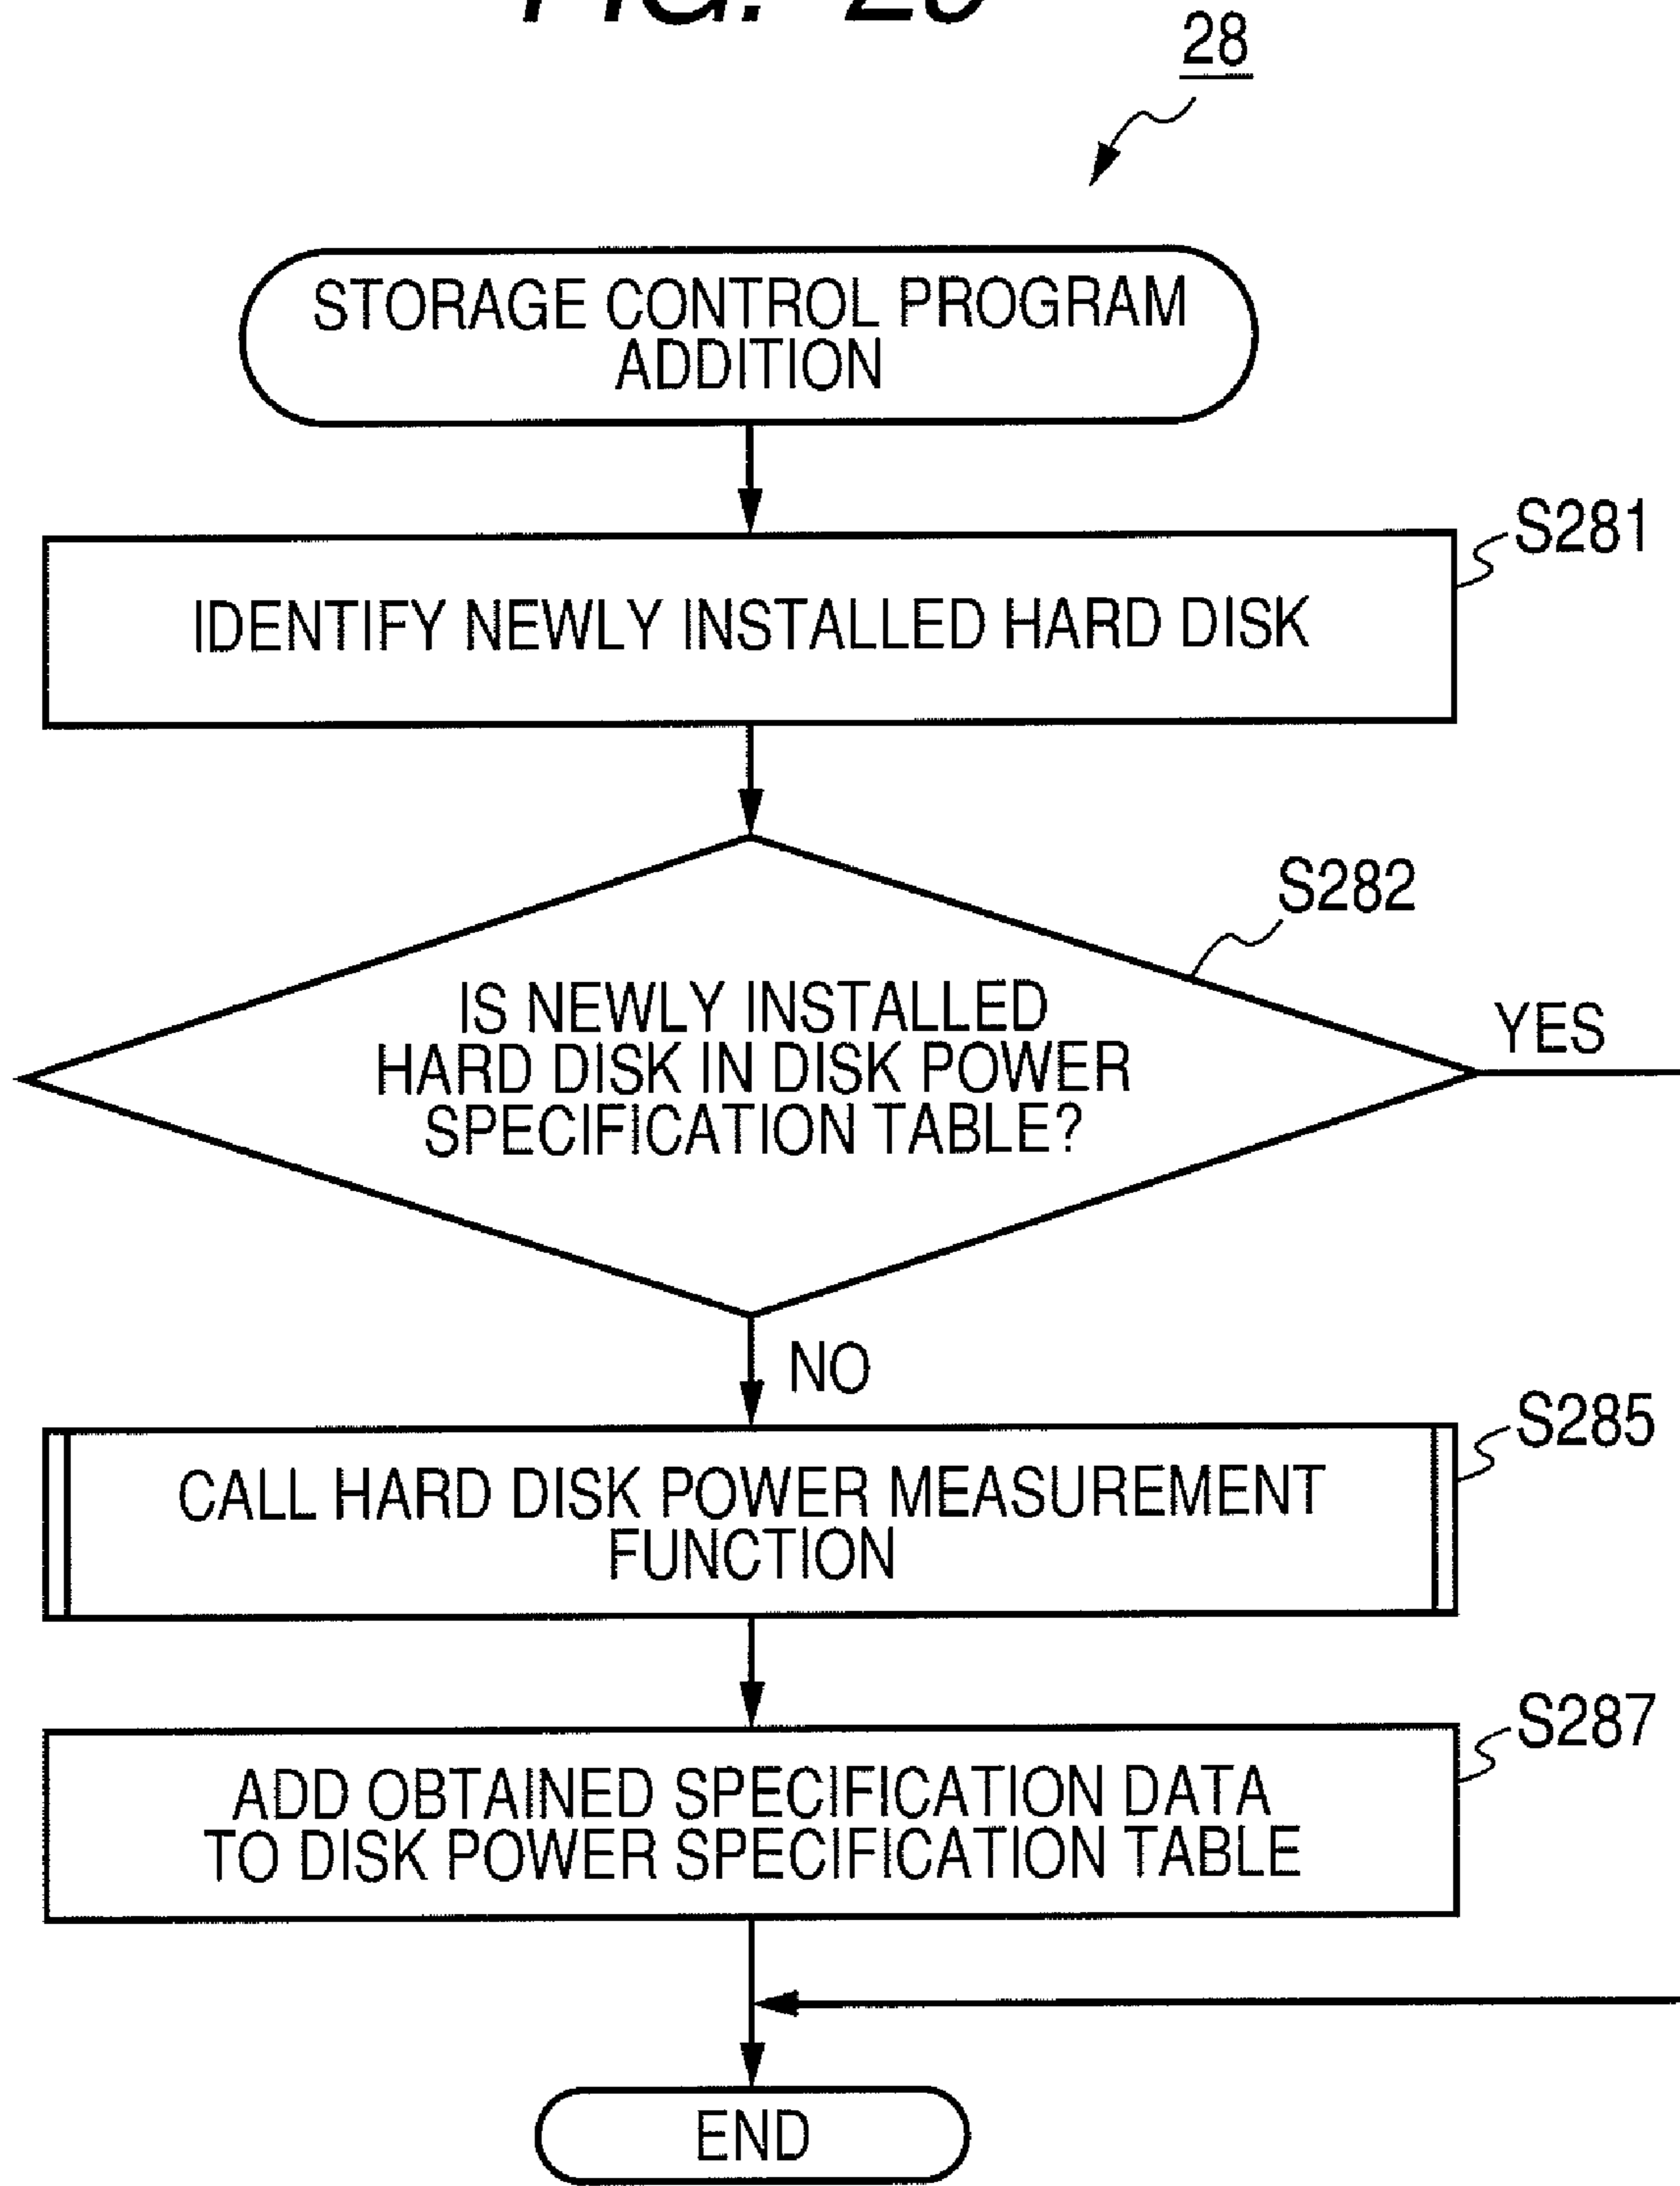 FIG.
28
STORAGE CONTROL PROGRAM
ADDITION
S281
IDENTIFY NEWLY INSTALLED HARD DISK
S282
IS NEWLY INSTALLED
HARD DISK IN DISK POWER
SPECIFICATION TABLE?
YES
NO
S285
CALL HARD DISK POWER MEASUREMENT
FUNCTION
S287
ADD OBTAINED SPECIFICATION DATA
TO DISK POWER SPECIFICATION TABLE
END